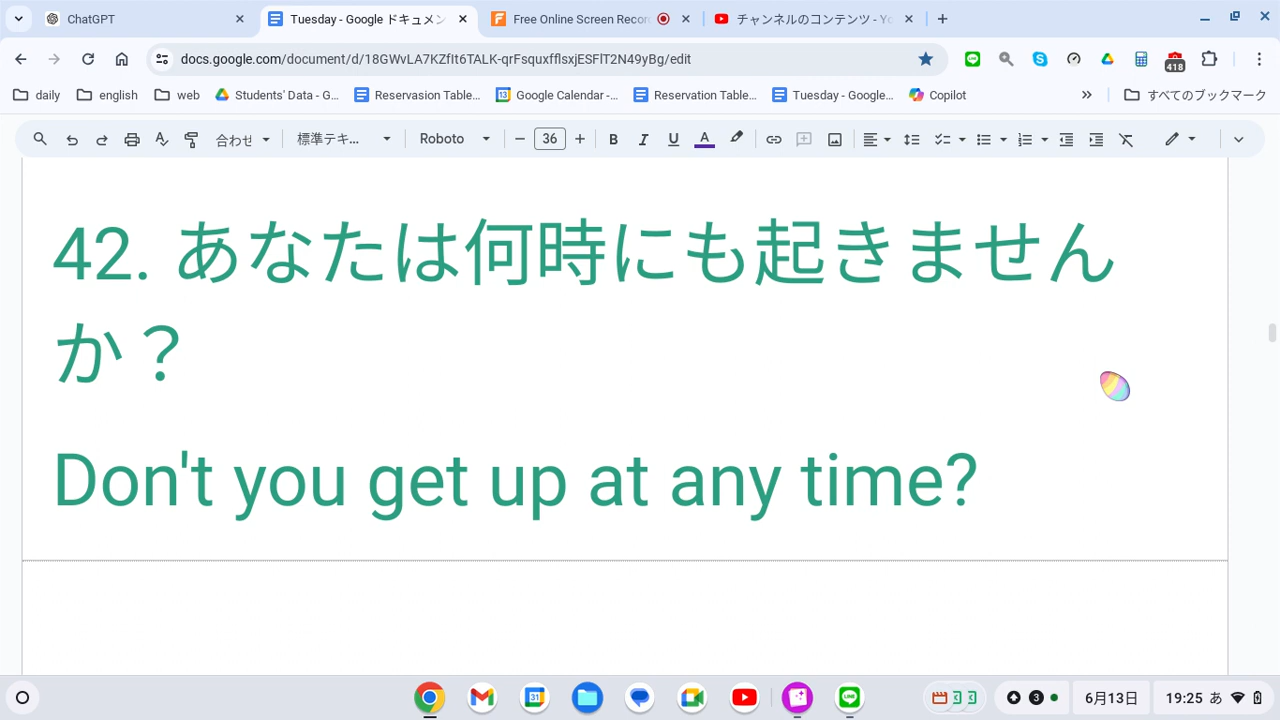 ChatGPT
Tuesday - Google ドキュメン
Free Online Screen Recor
チャンネルのコンテンツ - Yo
docs.google.com/document/d/18GWvLA7KZfIt6TALK-qrFsquxfflsxjESFlT2N49yBg/edit
418
daily
english
web
Students' Data - G...
Reservasion Table...
Google Calendar -...
Reservation Table...
Tuesday - Google...
Copilot
すべてのブックマーク
合わせ
標準テキ...
Roboto
36
B
I
U
A
42. あなたは何時にも起きません
か？
Don't you get up at any time?
31
3
6月13日
19:25 あ